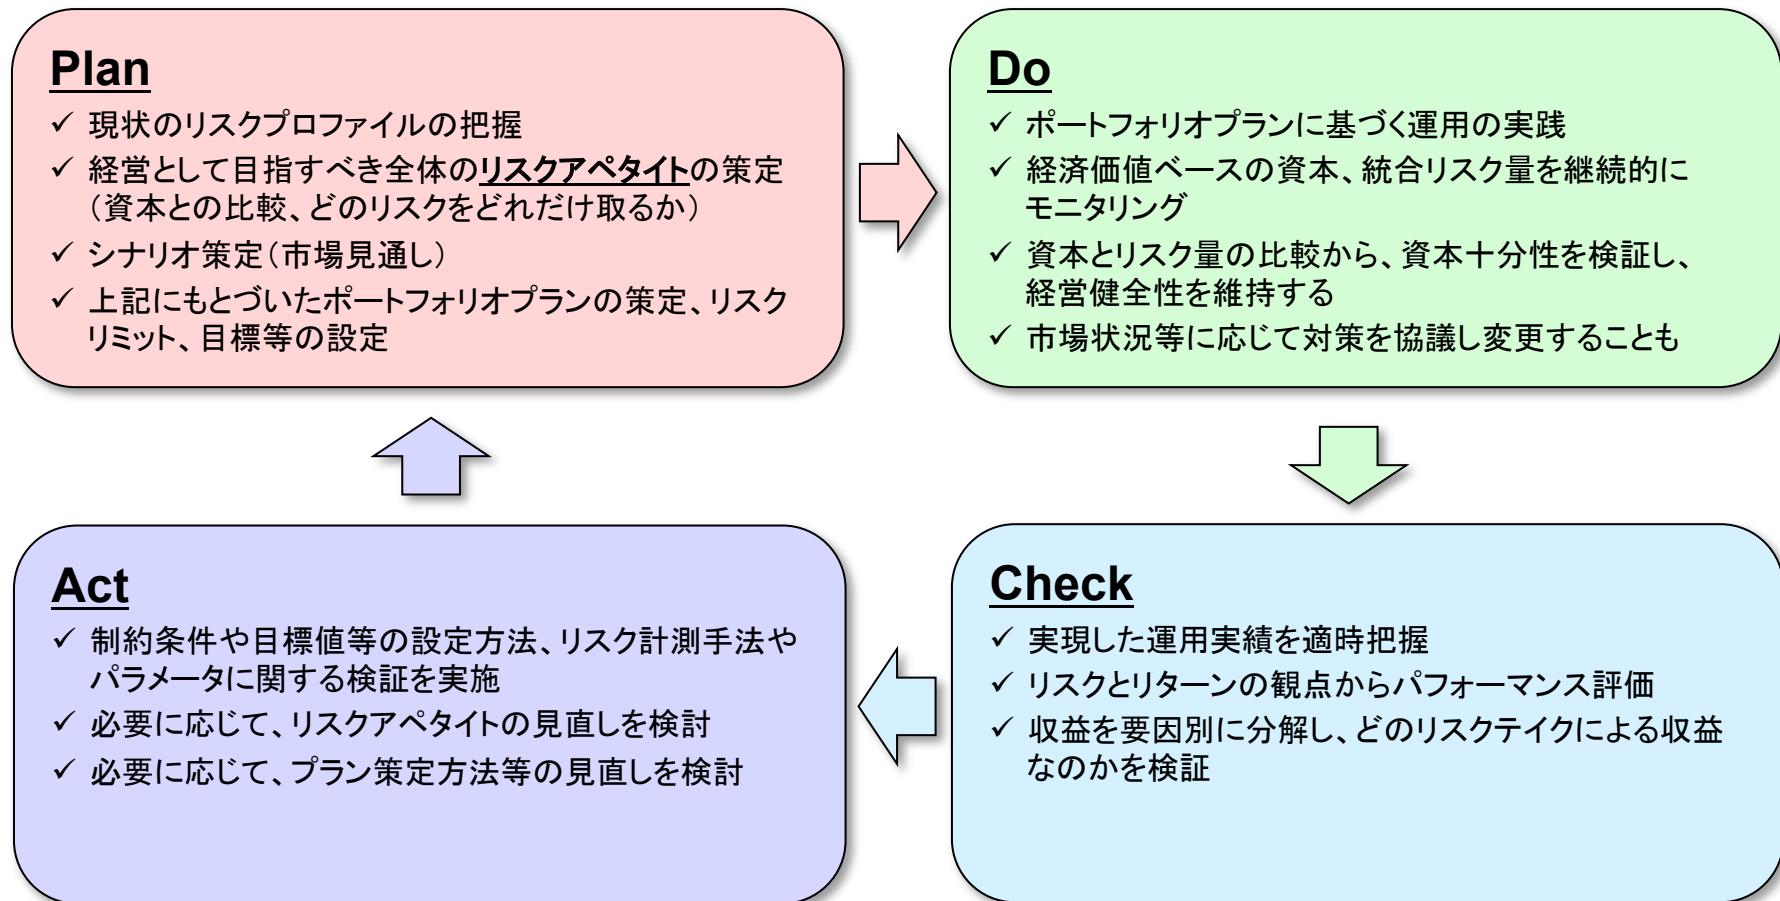 Plan
✓ 現状のリスクプロファイルの把握
✓ 経営として目指すべき全体のリスクアペタイトの策定
(資本との比較、どのリスクをどれだけ取るか)
✓ シナリオ策定(市場見通し)
✓ 上記にもとづいたポートフォリオプランの策定、リスク
リミット、目標等の設定
Do
✓ ポートフォリオプランに基づく運用の実践
✓ 経済価値ベースの資本、統合リスク量を継続的に
モニタリング
✓ 資本とリスク量の比較から、資本十分性を検証し、
経営健全性を維持する
✓ 市場状況等に応じて対策を協議し変更することも
Act
✓ 制約条件や目標値等の設定方法、リスク計測手法や
パラメータに関する検証を実施
✓ 必要に応じて、リスクアペタイトの見直しを検討
✓ 必要に応じて、プラン策定方法等の見直しを検討
Check
✓ 実現した運用実績を適時把握
✓ リスクとリターンの観点からパフォーマンス評価
✓ 収益を要因別に分解し、どのリスクテイクによる収益
なのかを検証